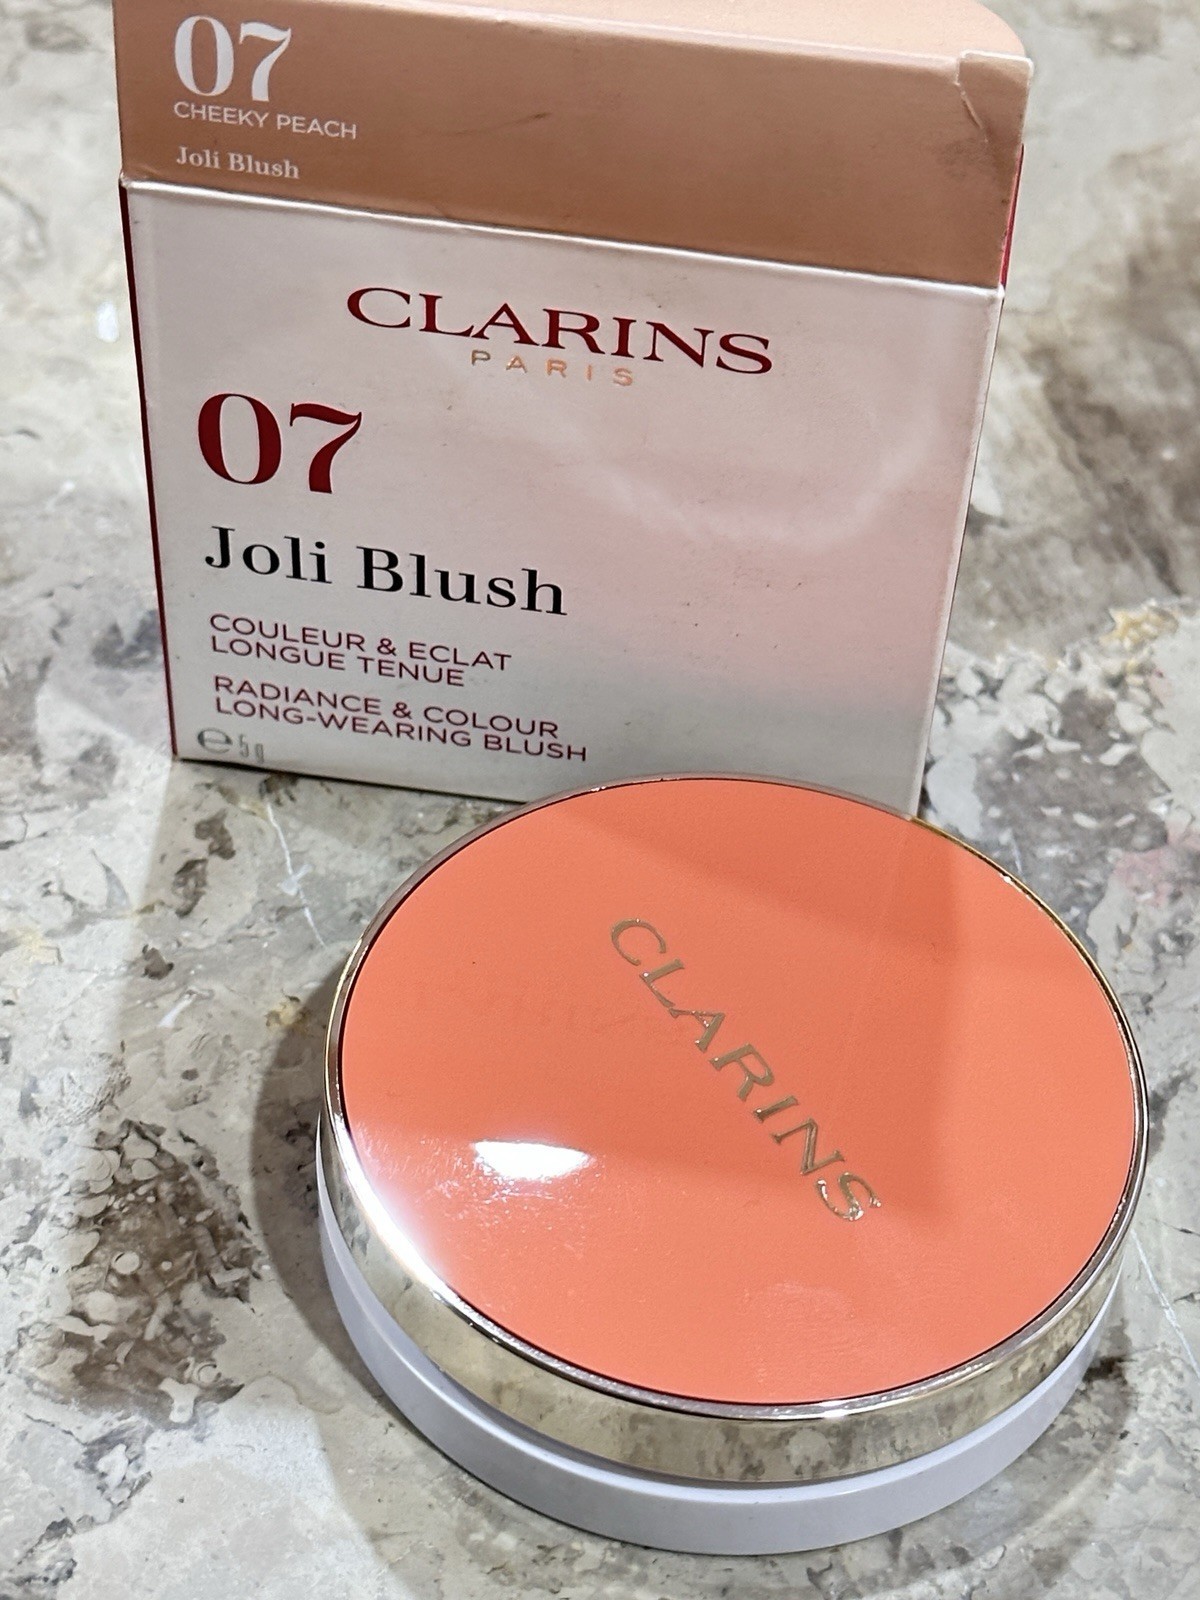 07
CHEEKY PEACH
Joli Blush
CLARINS
PARIS
07
Joli Blush
COULEUR & ECLAT
LONGUE TENUE
RADIANCE & COLOUR
LONG-WEARING BLUSH
℮ 5 g
CLARINS